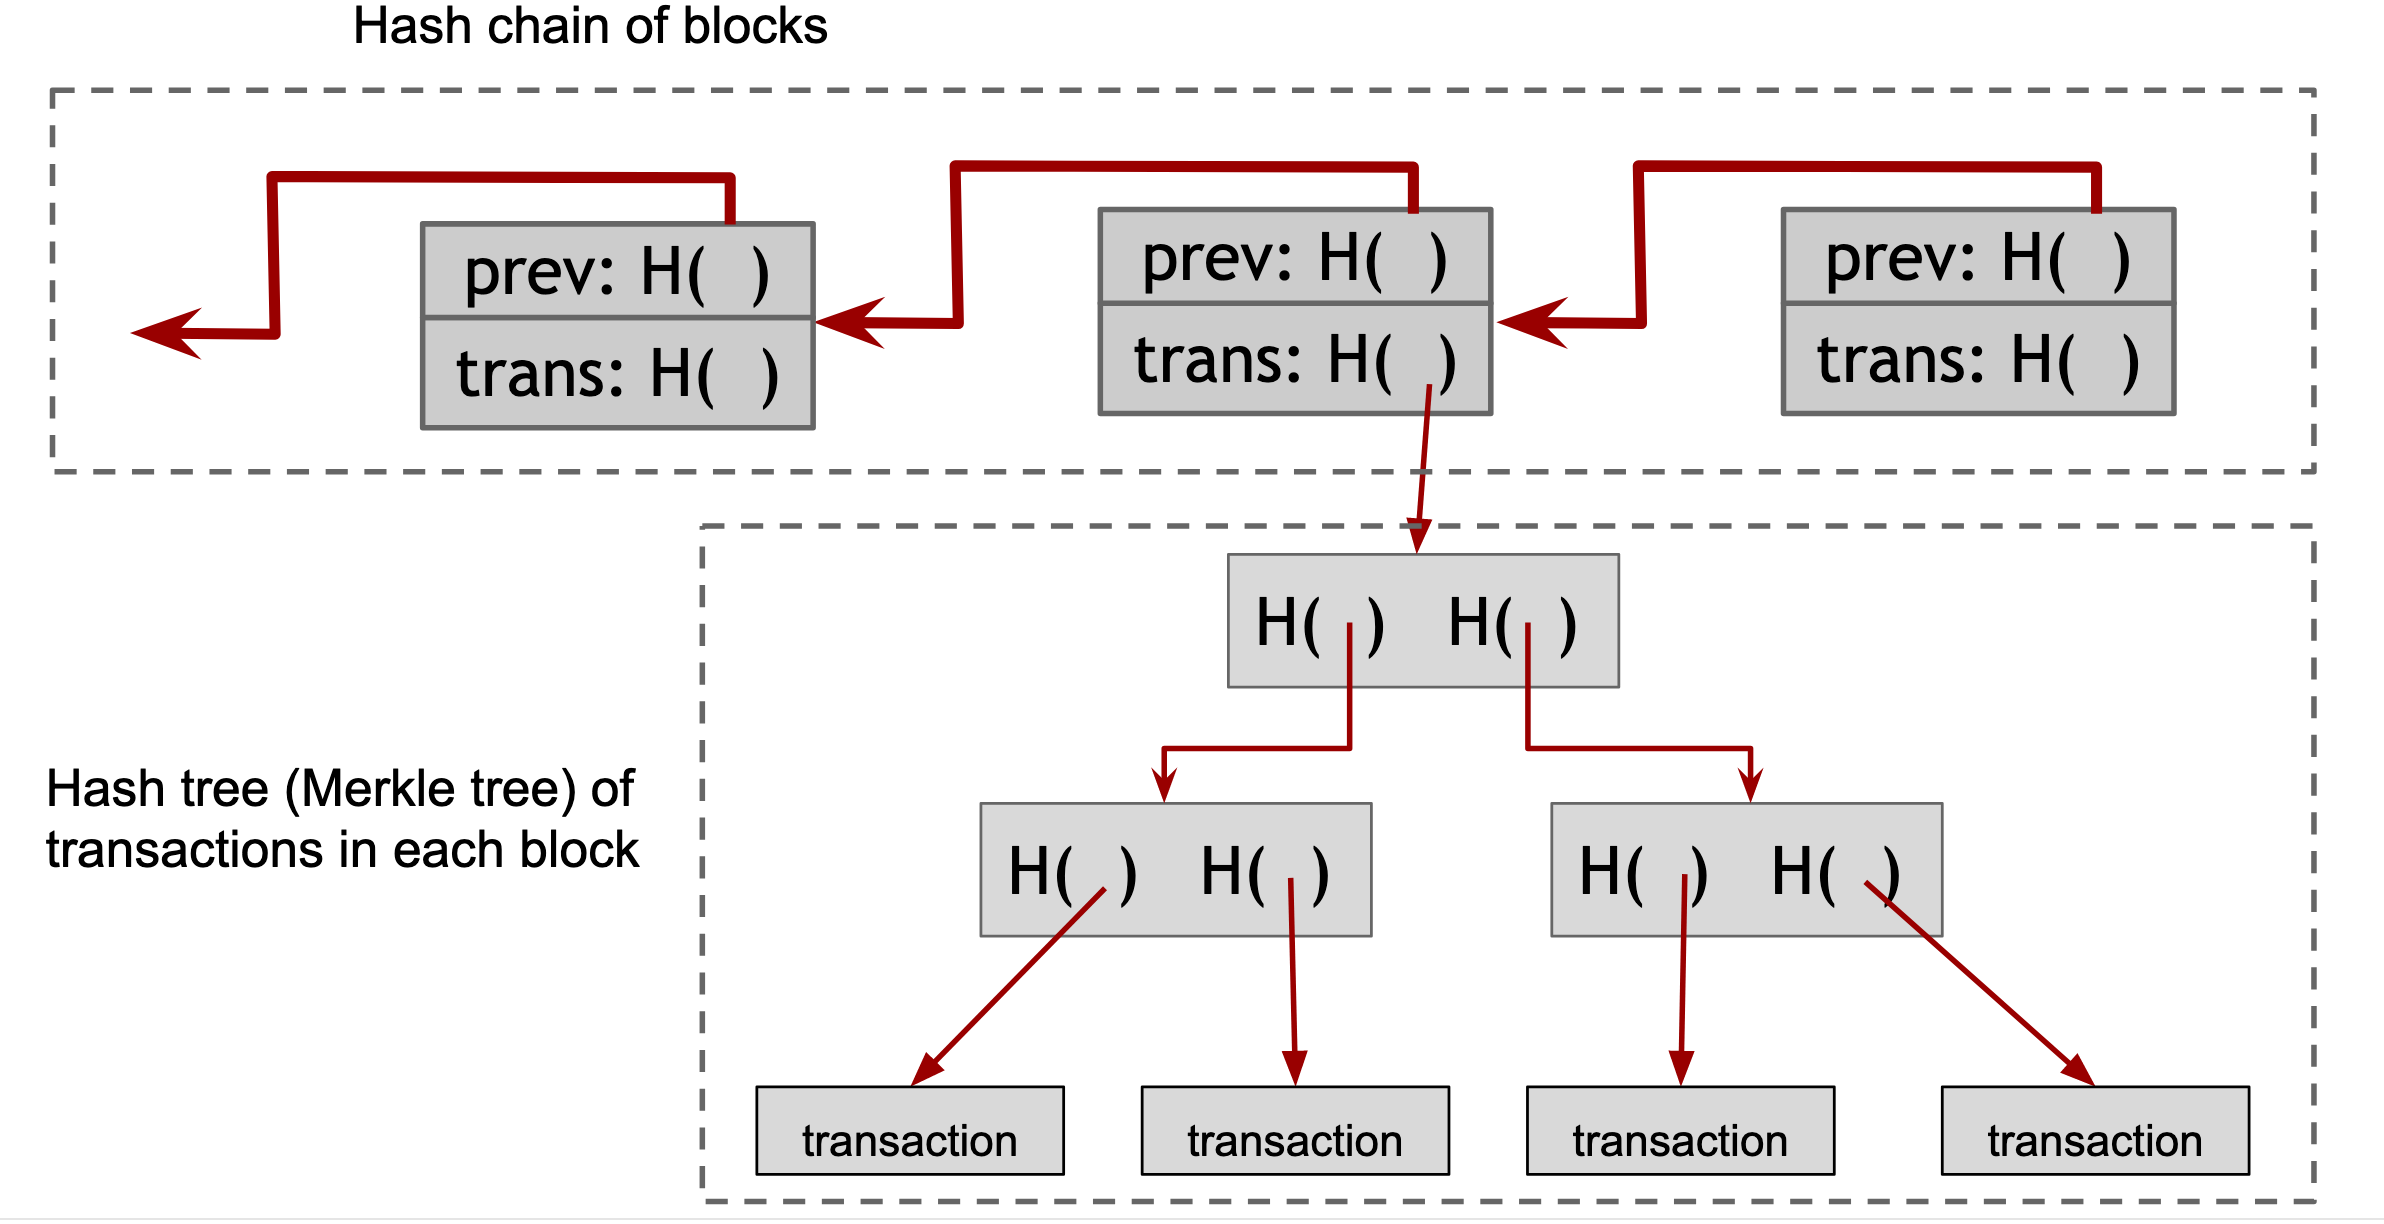 Hash chain of blocks
prev: H(  )
trans: H(  )
prev: H(  )
trans: H(  )
prev: H(  )
trans: H(  )
H(  )  H(  )
Hash tree (Merkle tree) of
transactions in each block
H(  )  H(  )
H(  )  H(  )
transaction
transaction
transaction
transaction